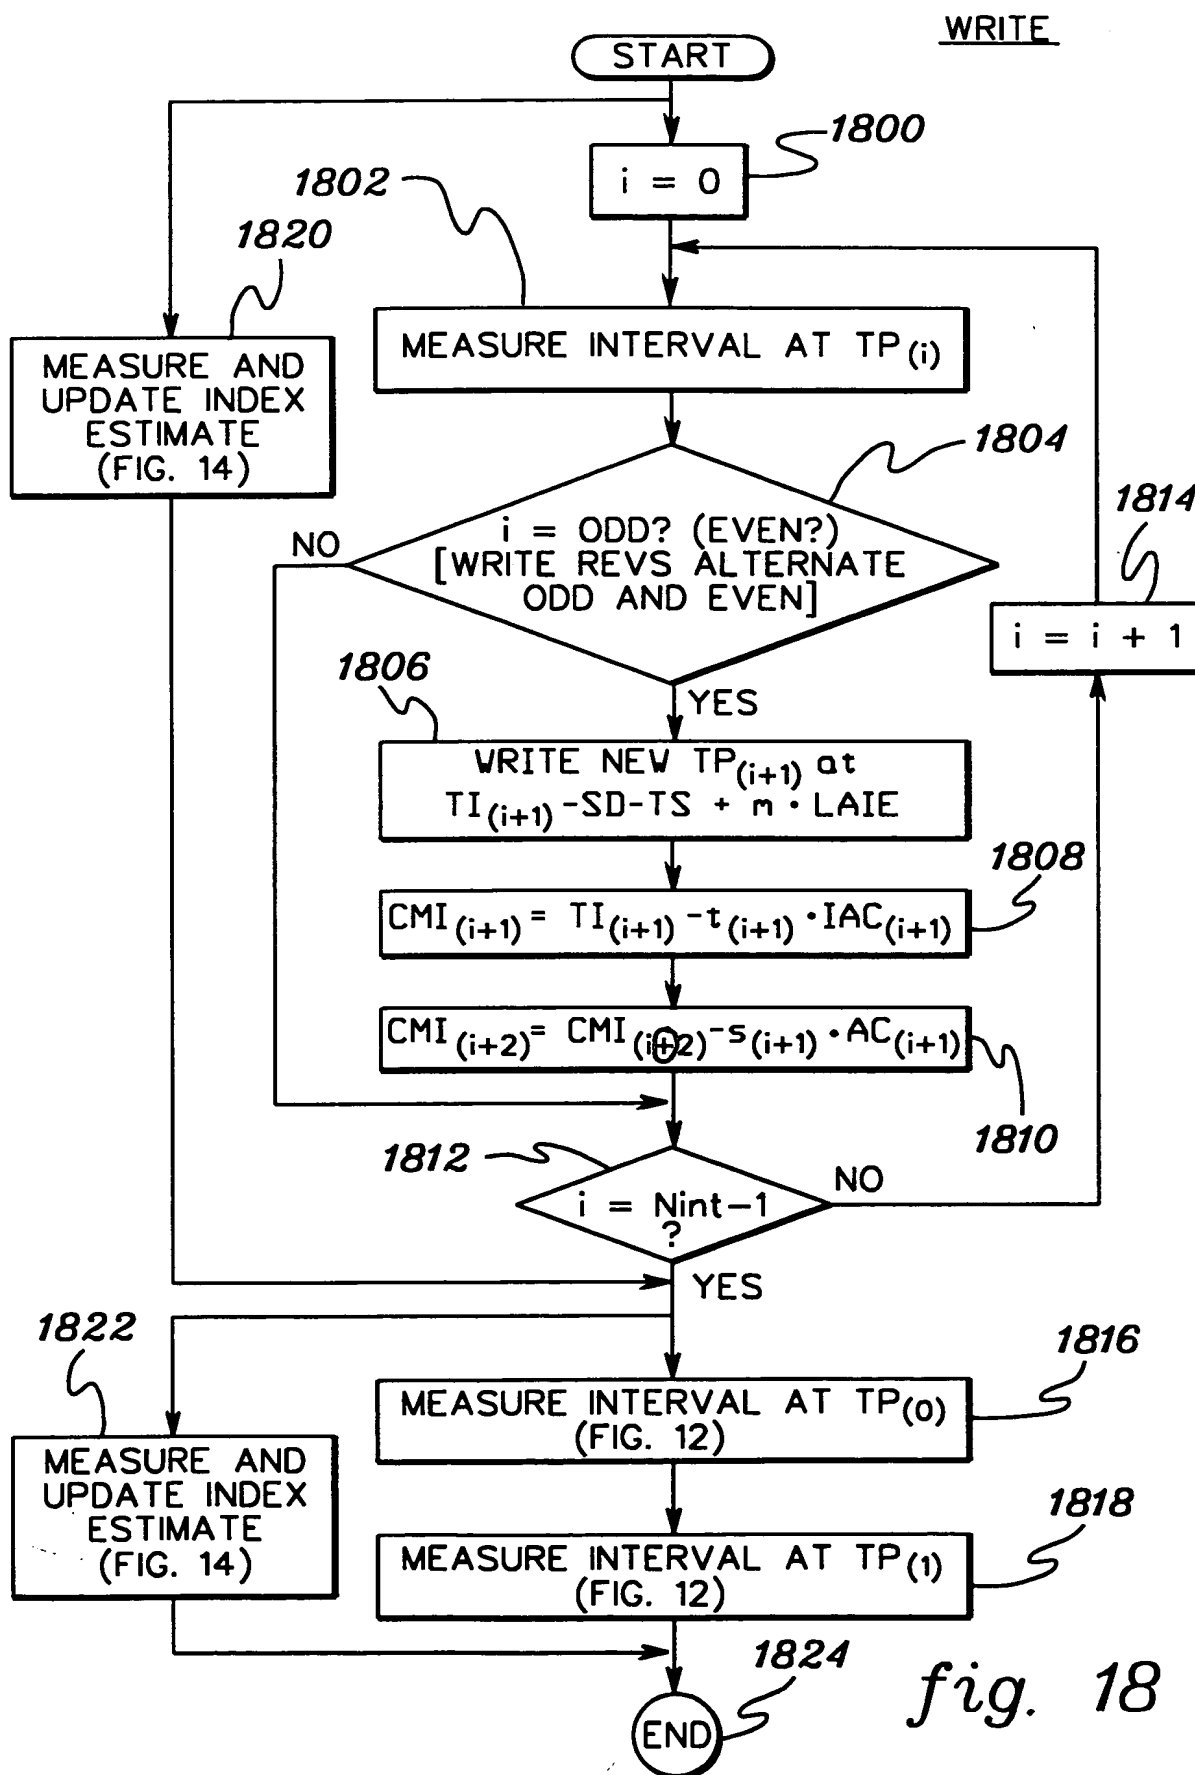 WRITE
START
1800
i = 0
1802
1820
MEASURE INTERVAL AT TP(i)
MEASURE AND
UPDATE INDEX
ESTIMATE
(FIG. 14)
1804
i = ODD? (EVEN?)
[WRITE REVS ALTERNATE
ODD AND EVEN]
NO
1814
i = i + 1
1806
YES
WRITE NEW TP(i+1) at
TI(i+1) -SD-TS + m • LAIE
1808
CMI(i+1) = TI(i+1) -t(i+1) • IAC(i+1)
CMI(i+2) = CMI(i+2) -s(i+1) • AC(i+1)
1810
1812
i = Nint-1
?
NO
YES
1822
1816
MEASURE INTERVAL AT TP(0)
(FIG. 12)
MEASURE AND
UPDATE INDEX
ESTIMATE
(FIG. 14)
1818
MEASURE INTERVAL AT TP(1)
(FIG. 12)
1824
END
fig. 18